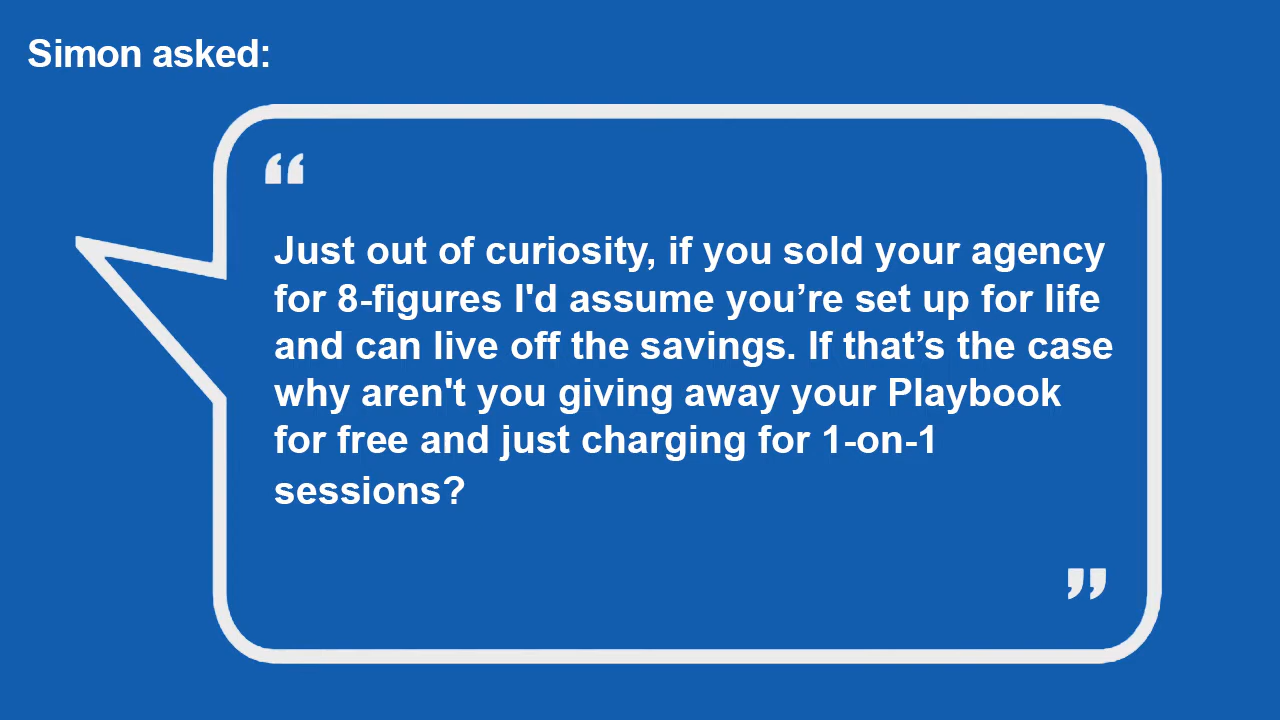 Simon asked:
“
Just out of curiosity, if you sold your agency
for 8-figures I'd assume you’re set up for life
and can live off the savings. If that’s the case
why aren't you giving away your Playbook
for free and just charging for 1-on-1
sessions?
”